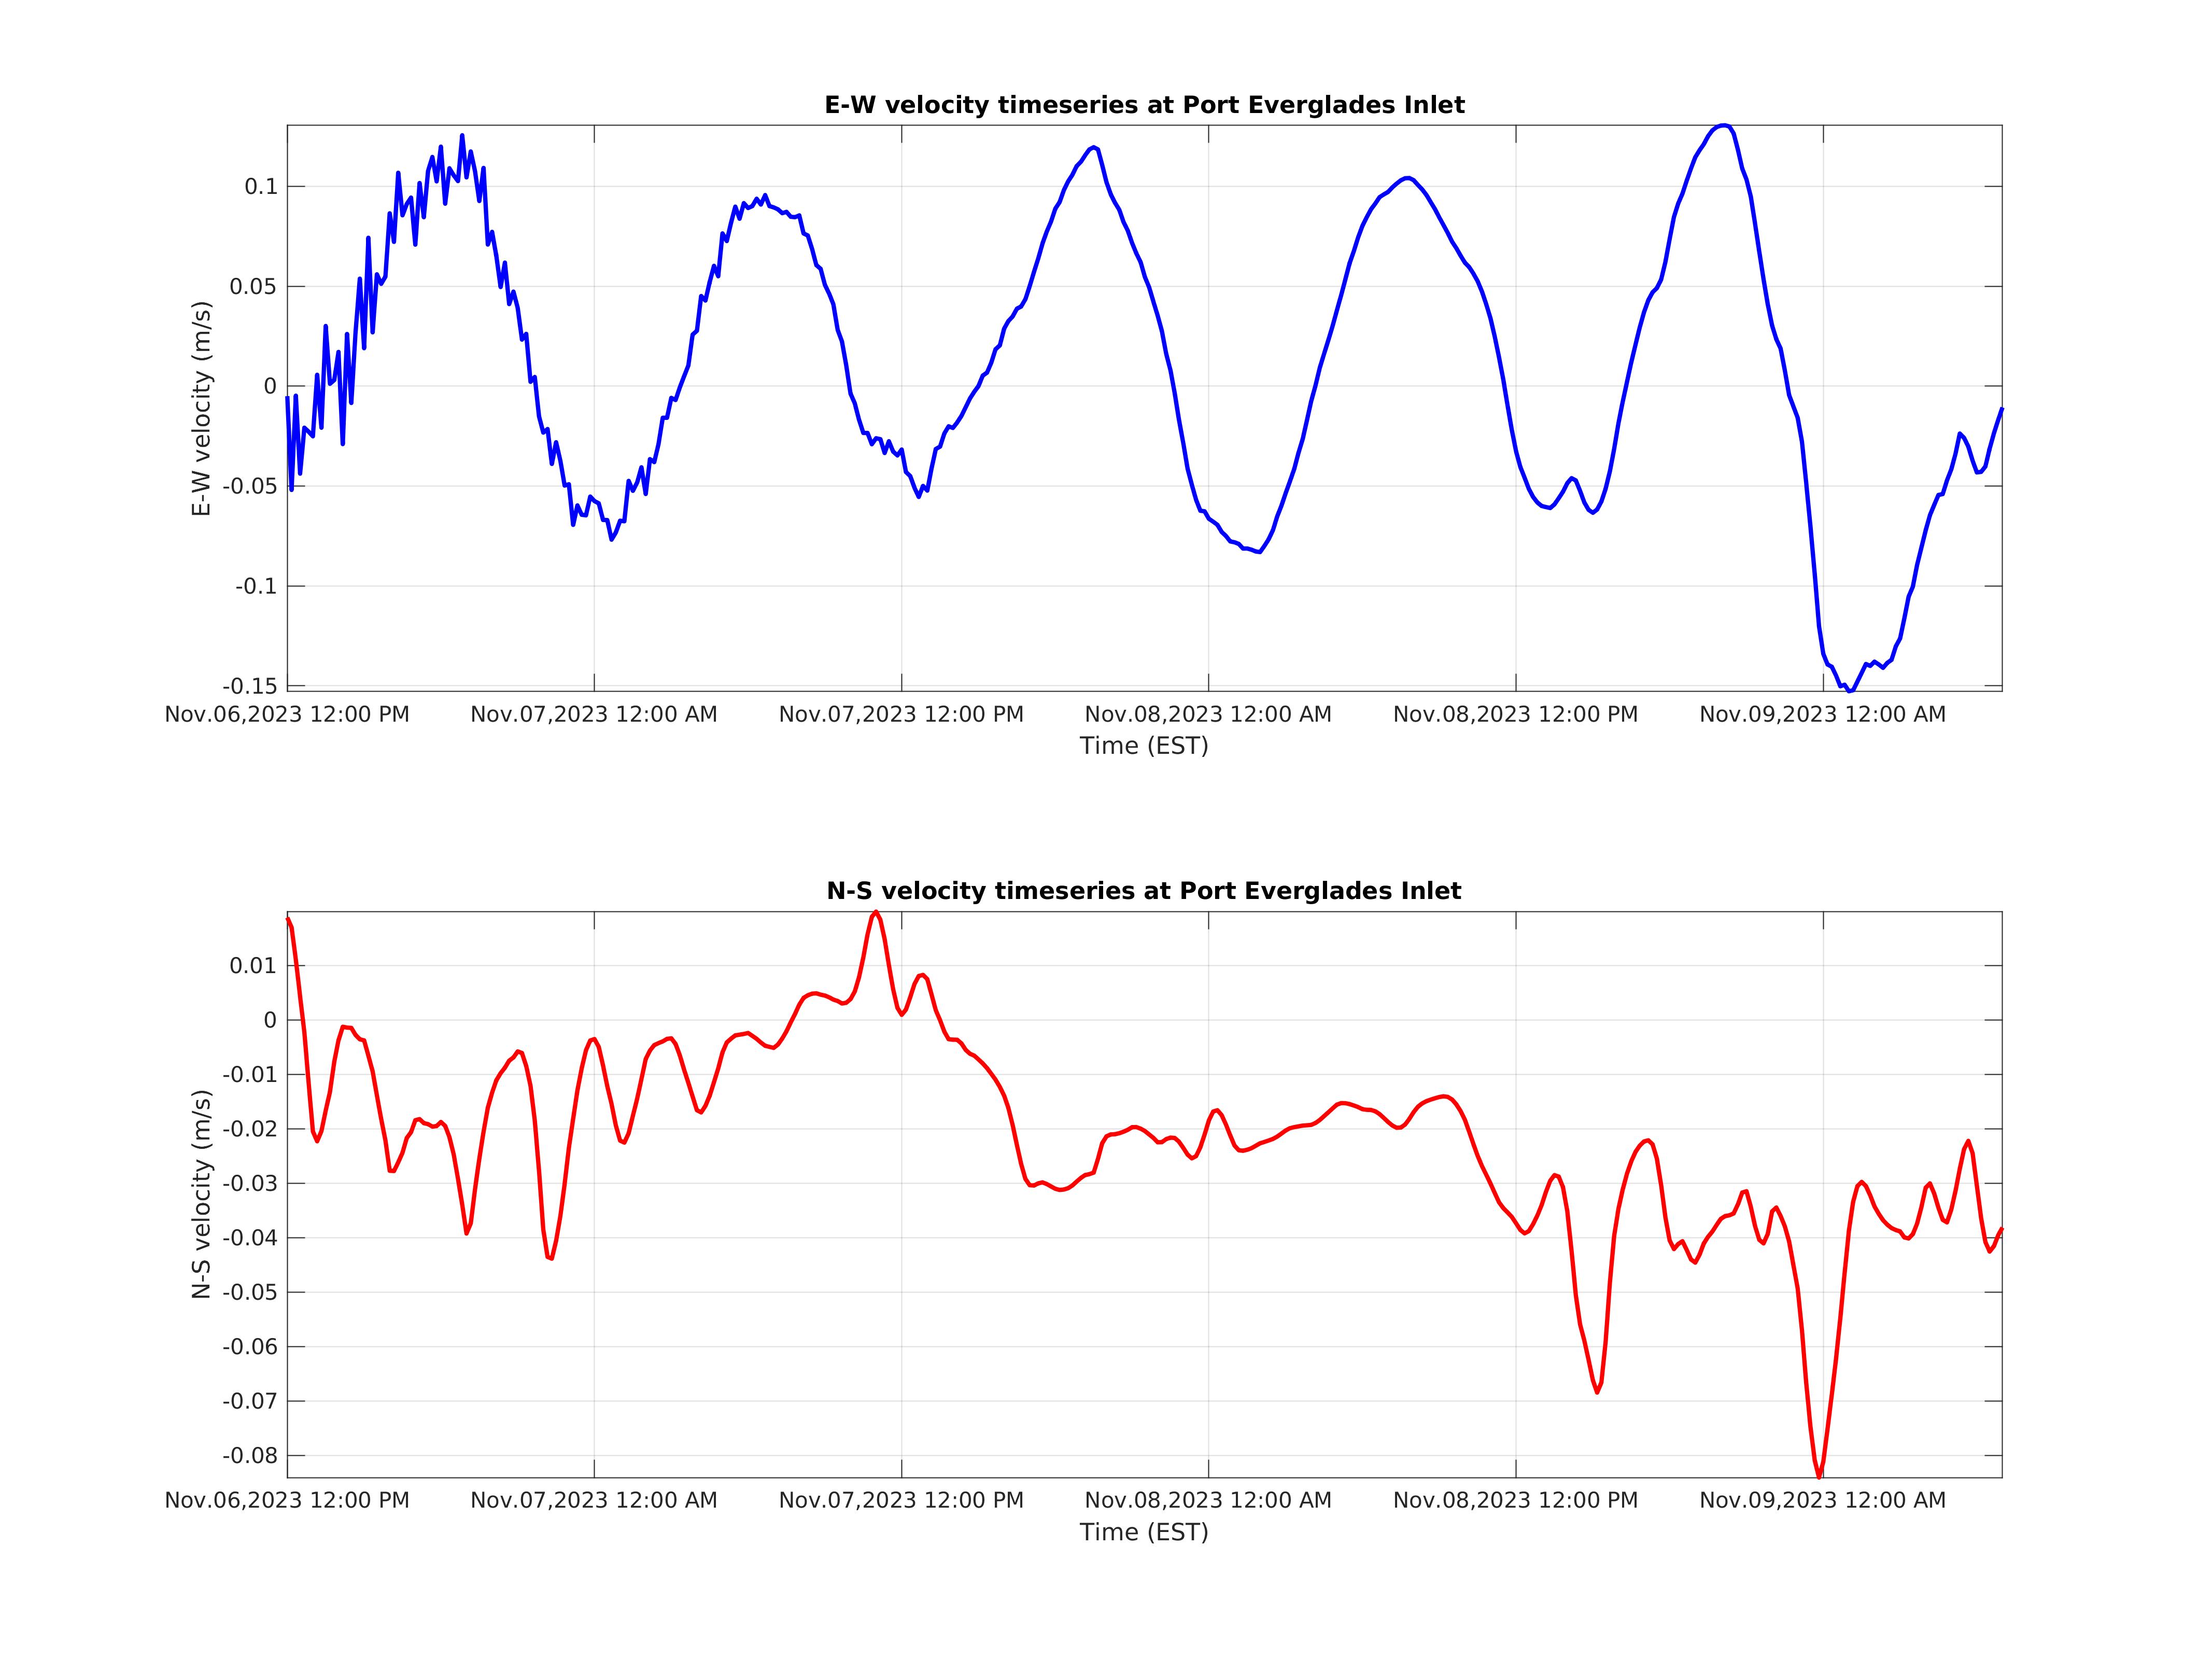 E-W velocity timeseries at Port Everglades Inlet
E-W velocity (m/s)
0.1
0.05
0
-0.05
-0.1
-0.15
Nov.06,2023 12:00 PM Nov.07,2023 12:00 AM Nov.07,2023 12:00 PM Nov.08,2023 12:00 AM Nov.08,2023 12:00 PM Nov.09,2023 12:00 AM
Time (EST)
N-S velocity timeseries at Port Everglades Inlet
N-S velocity (m/s)
0.01
0
-0.01
-0.02
-0.03
-0.04
-0.05
-0.06
-0.07
-0.08
Nov.06,2023 12:00 PM Nov.07,2023 12:00 AM Nov.07,2023 12:00 PM Nov.08,2023 12:00 AM Nov.08,2023 12:00 PM Nov.09,2023 12:00 AM
Time (EST)